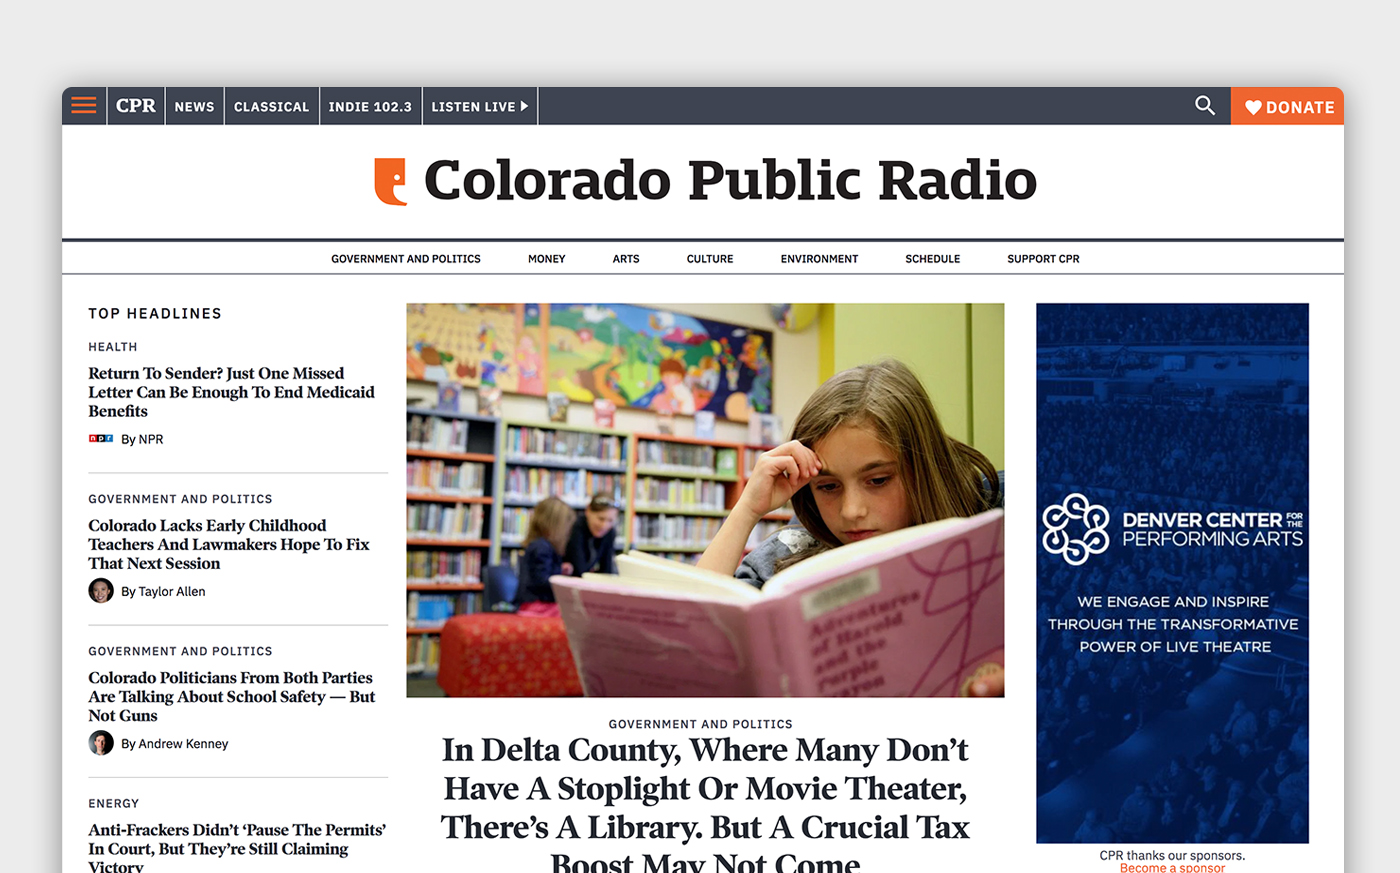 CPR
NEWS
CLASSICAL
INDIE 102.3
LISTEN LIVE
DONATE
Colorado Public Radio
GOVERNMENT AND POLITICS
MONEY
ARTS
CULTURE
ENVIRONMENT
SCHEDULE
SUPPORT CPR
TOP HEADLINES
HEALTH
Return To Sender? Just One Missed
Letter Can Be Enough To End Medicaid
Benefits
npr By NPR
GOVERNMENT AND POLITICS
Colorado Lacks Early Childhood
Teachers And Lawmakers Hope To Fix
That Next Session
By Taylor Allen
GOVERNMENT AND POLITICS
Colorado Politicians From Both Parties
Are Talking About School Safety — But
Not Guns
By Andrew Kenney
ENERGY
Anti-Frackers Didn’t ‘Pause The Permits’
In Court, But They’re Still Claiming
Victory
Adventures
of Harold
and the
Purple
Crayon
GOVERNMENT AND POLITICS
In Delta County, Where Many Don’t
Have A Stoplight Or Movie Theater,
There’s A Library. But A Crucial Tax
Boost May Not Come
DENVER CENTER FOR THE
PERFORMING ARTS
WE ENGAGE AND INSPIRE
THROUGH THE TRANSFORMATIVE
POWER OF LIVE THEATRE
CPR thanks our sponsors.
Become a sponsor